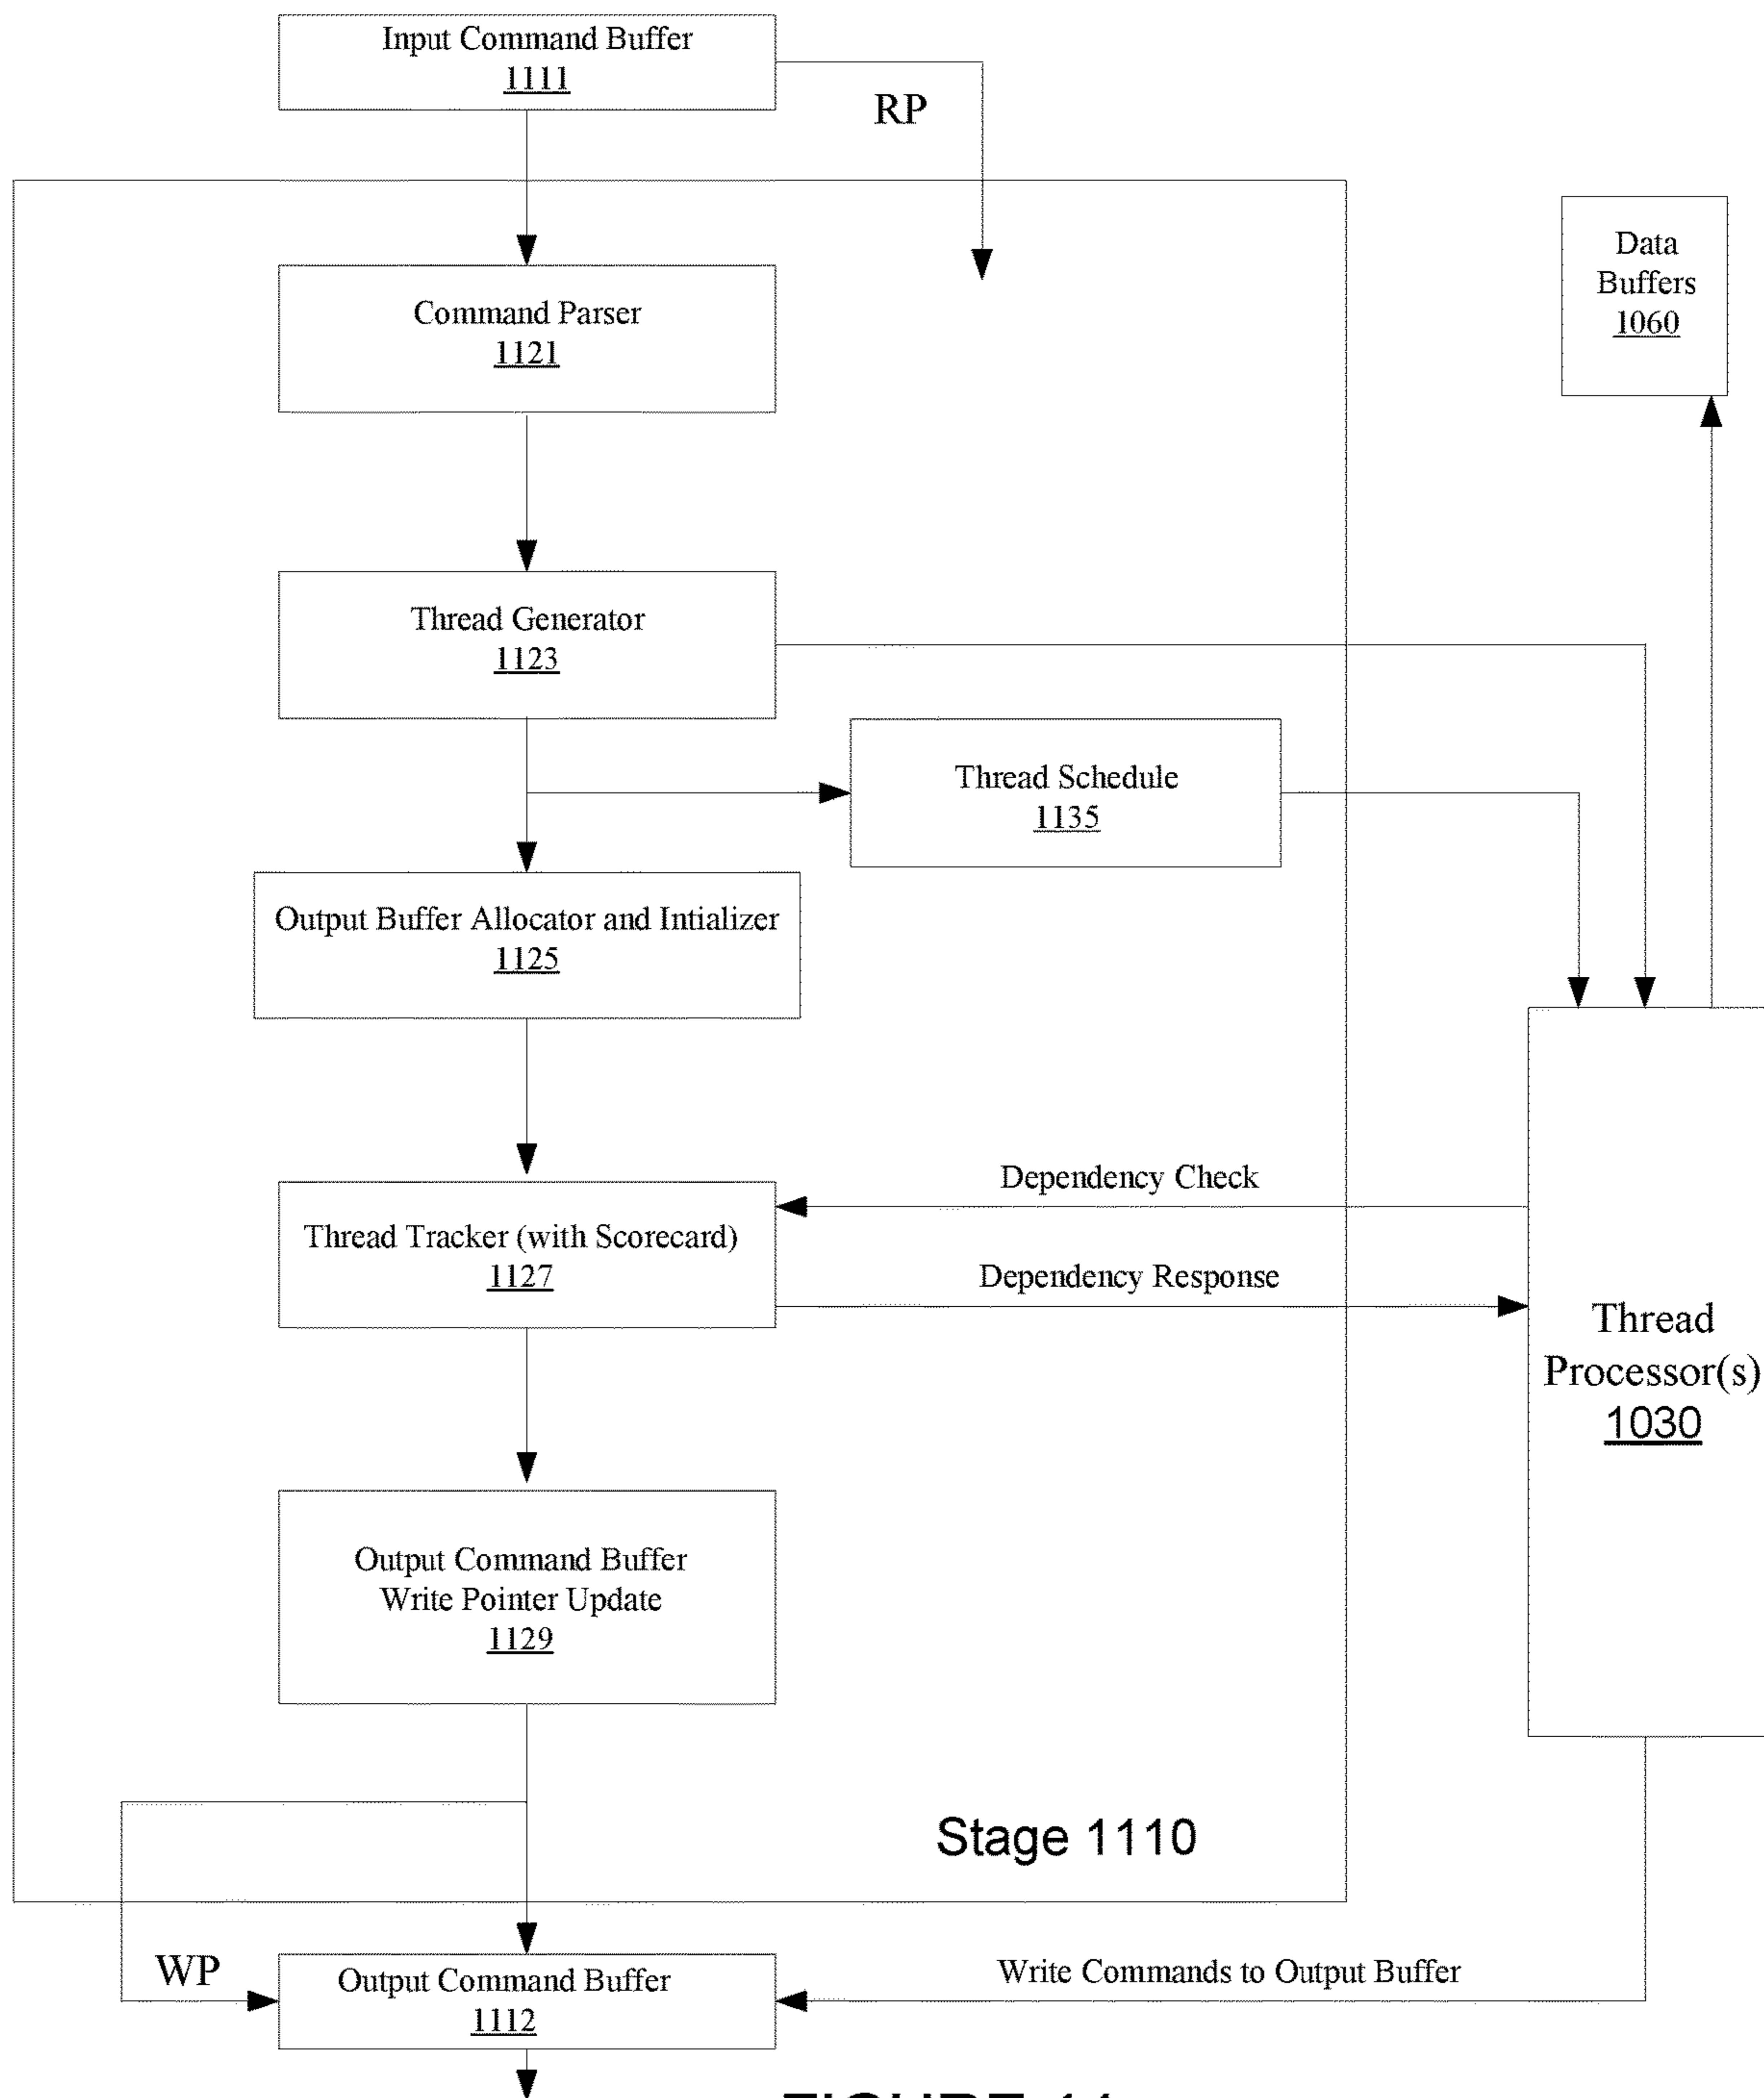 Input Command Buffer
1111
RP
Command Parser
1121
Data
Buffers
1060
Thread Generator
1123
Thread Schedule
1135
Output Buffer Allocator and Intializer
1125
Dependency Check
Thread Tracker (with Scorecard)
1127
Dependency Response
Thread
Processor(s)
1030
Output Command Buffer
Write Pointer Update
1129
Stage 1110
WP
Output Command Buffer
1112
Write Commands to Output Buffer
FIGURE 11